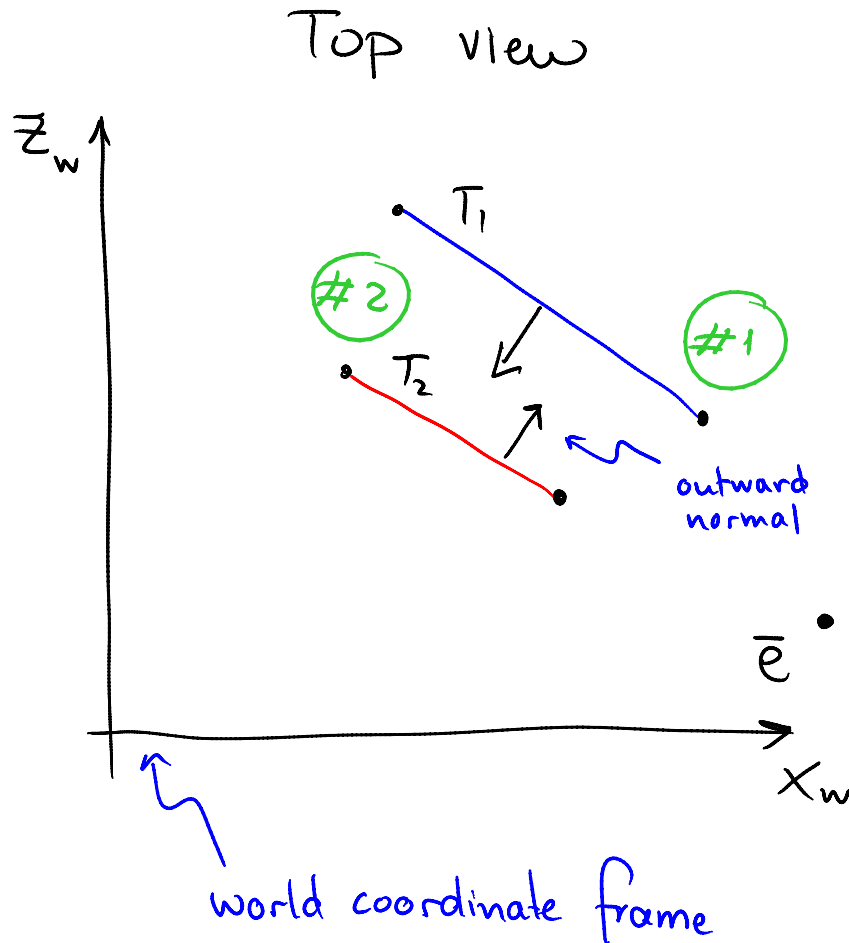 Top view
Z_w
T_1
#2
#1
T_2
outward
normal
ē
X_w
world coordinate frame